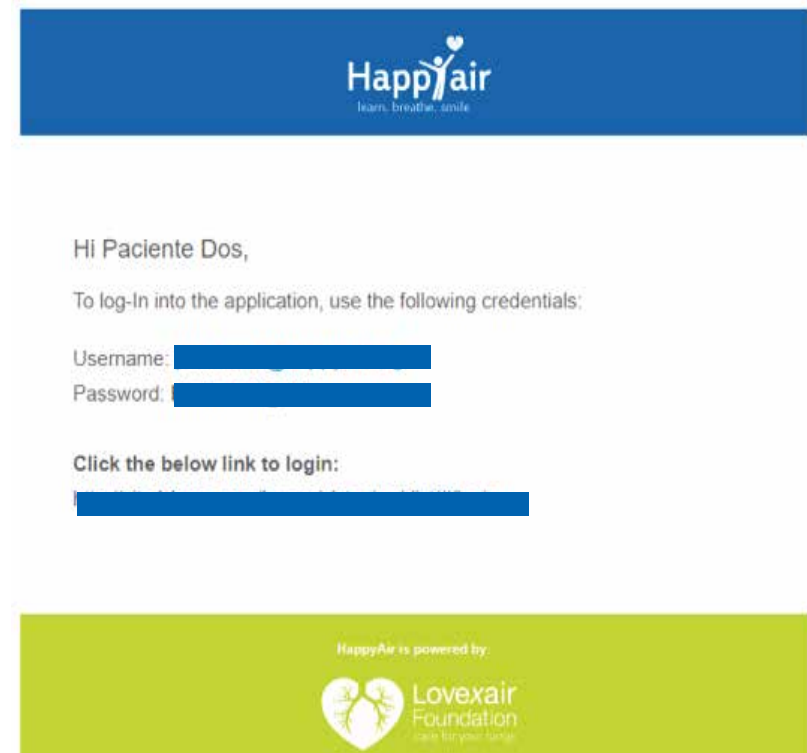 Happyair
learn, breathe, smile
Hi Paciente Dos,
To log-In into the application, use the following credentials:
Username:
Password:
Click the below link to login:
HappyAir is powered by:
Lovexair
Foundation
care for your lungs